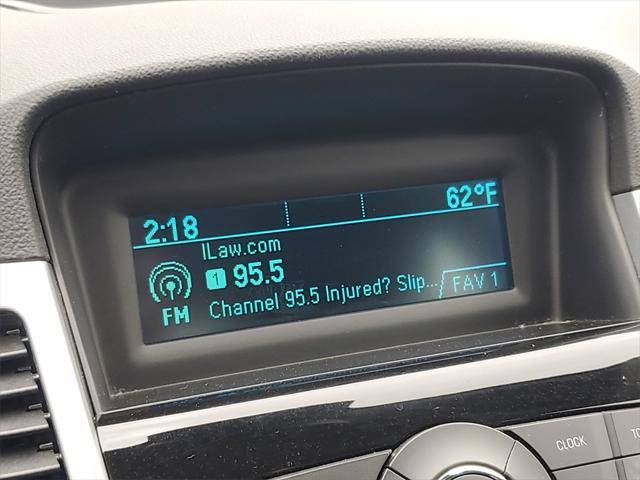 2:18 62°F
ILaw.com
1 95.5
FM Channel 95.5 Injured? Slip... FAV 1
CLOCK